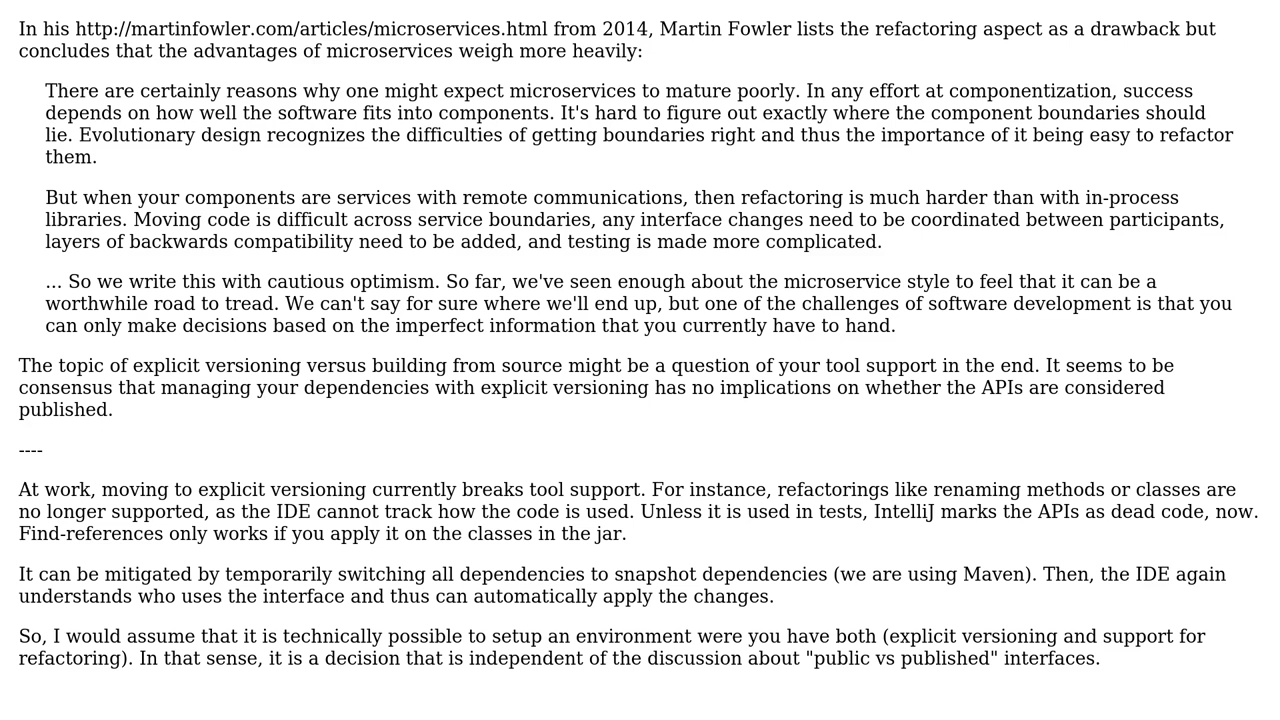 In his http://martinfowler.com/articles/microservices.html from 2014, Martin Fowler lists the refactoring aspect as a drawback but
concludes that the advantages of microservices weigh more heavily:
There are certainly reasons why one might expect microservices to mature poorly. In any effort at componentization, success
depends on how well the software fits into components. It's hard to figure out exactly where the component boundaries should
lie. Evolutionary design recognizes the difficulties of getting boundaries right and thus the importance of it being easy to refactor
them.
But when your components are services with remote communications, then refactoring is much harder than with in-process
libraries. Moving code is difficult across service boundaries, any interface changes need to be coordinated between participants,
layers of backwards compatibility need to be added, and testing is made more complicated.
... So we write this with cautious optimism. So far, we've seen enough about the microservice style to feel that it can be a
worthwhile road to tread. We can't say for sure where we'll end up, but one of the challenges of software development is that you
can only make decisions based on the imperfect information that you currently have to hand.
The topic of explicit versioning versus building from source might be a question of your tool support in the end. It seems to be
consensus that managing your dependencies with explicit versioning has no implications on whether the APIs are considered
published.
----
At work, moving to explicit versioning currently breaks tool support. For instance, refactorings like renaming methods or classes are
no longer supported, as the IDE cannot track how the code is used. Unless it is used in tests, IntelliJ marks the APIs as dead code, now.
Find-references only works if you apply it on the classes in the jar.
It can be mitigated by temporarily switching all dependencies to snapshot dependencies (we are using Maven). Then, the IDE again
understands who uses the interface and thus can automatically apply the changes.
So, I would assume that it is technically possible to setup an environment were you have both (explicit versioning and support for
refactoring). In that sense, it is a decision that is independent of the discussion about "public vs published" interfaces.